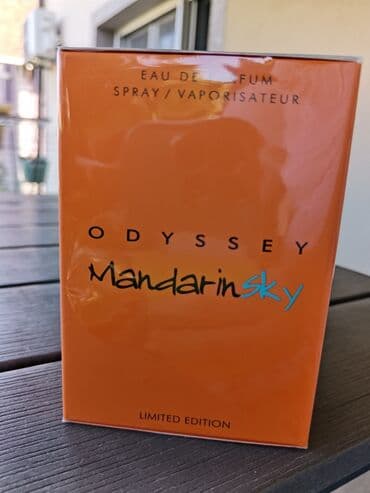 EAU DE PARFUM
SPRAY / VAPORISATEUR
ODYSSEY
Mandarinsky
LIMITED EDITION